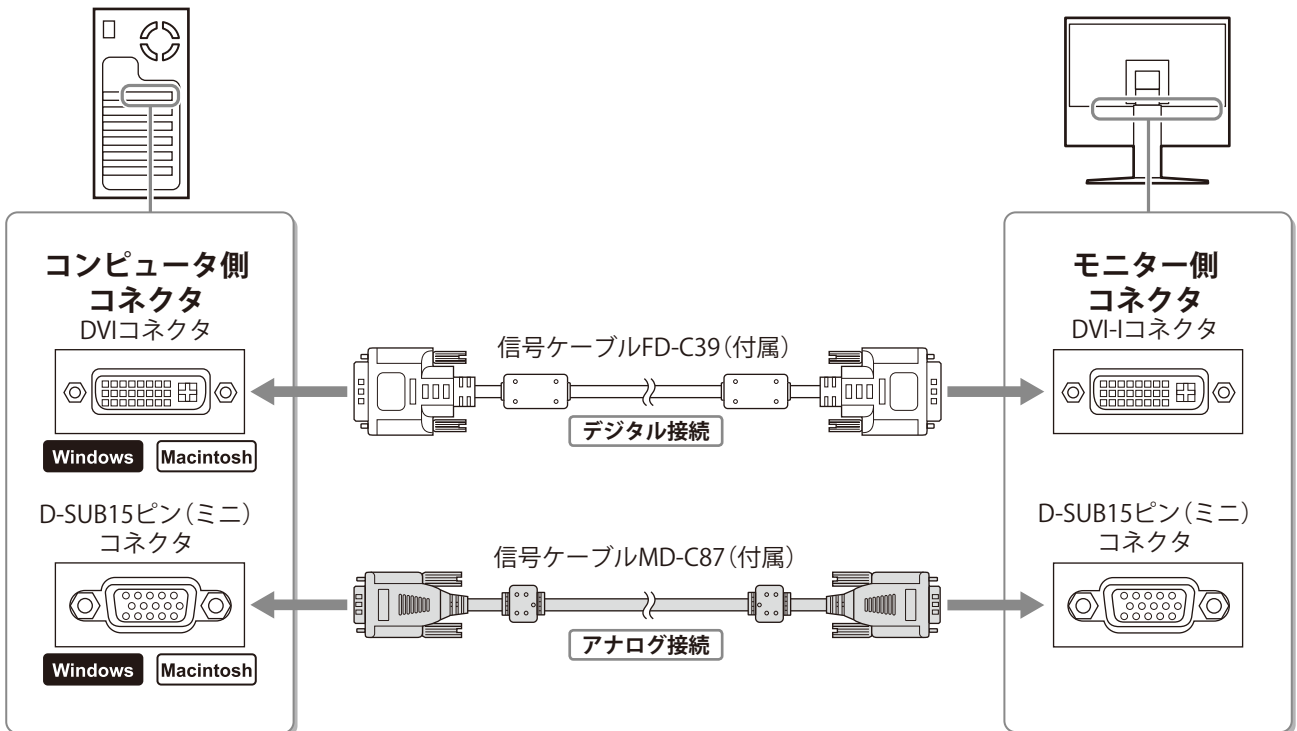 コンピュータ側
コネクタ
DVIコネクタ
Windows
Macintosh
D-SUB15ピン（ミニ）
コネクタ
Windows
Macintosh
信号ケーブルFD-C39（付属）
デジタル接続
信号ケーブルMD-C87（付属）
アナログ接続
モニター側
コネクタ
DVI-Iコネクタ
D-SUB15ピン（ミニ）
コネクタ